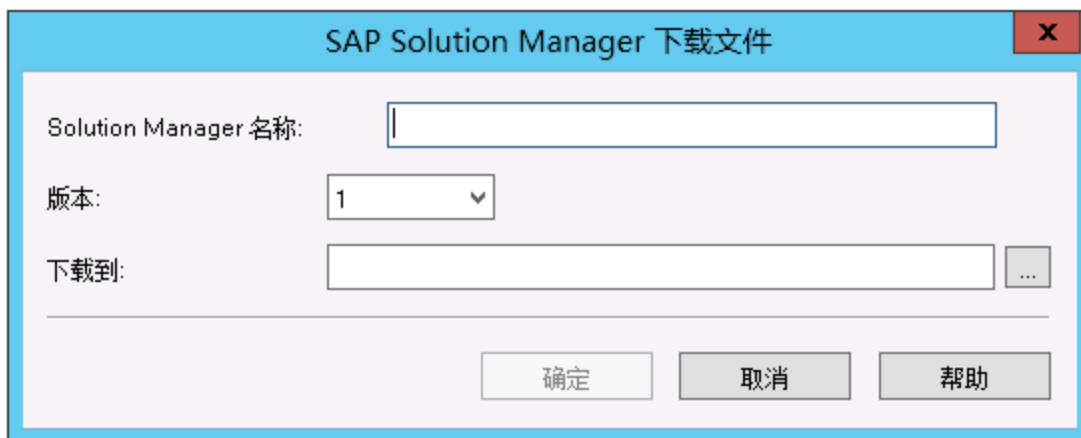 SAP Solution Manager 下载文件
x
Solution Manager 名称:
版本:
1
下载到:
...
确定 取消 帮助